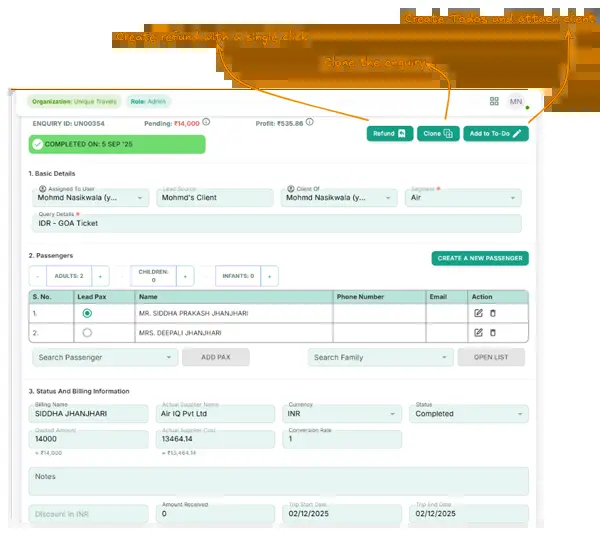 Create Todos and attach client
Create refund with a single click
Clone the enquiry
Organization: Unique Travels Role: Admin MN
ENQUIRY ID: UN00354 Pending: ₹14,000 Profit: ₹535.86
Refund Clone Add to To-Do
COMPLETED ON: 5 SEP '25
1. Basic Details
Assigned To User * Lead Source Client Of Segment *
Mohmd Nasikwala (y... Mohmd's Client Mohmd Nasikwala (y... Air
Query Details *
IDR - GOA Ticket
2. Passengers CREATE A NEW PASSENGER
- ADULTS: 2 + - CHILDREN: 0 + - INFANTS: 0 +
S. No. Lead Pax Name Phone Number Email Action
1. MR. SIDDHA PRAKASH JHANJHARI
2. MRS. DEEPALI JHANJHARI
Search Passenger ADD PAX Search Family OPEN LIST
3. Status And Billing Information
Billing Name Actual Supplier Name Currency Status
SIDDHA JHANJHARI Air IQ Pvt Ltd INR Completed
Quoted Amount Actual Supplier Cost Conversion Rate
14000 13464.14 1
= ₹14,000 = ₹13,464.14
Notes
Amount Received Trip Start Date Trip End Date
Discount in INR 0 02/12/2025 02/12/2025